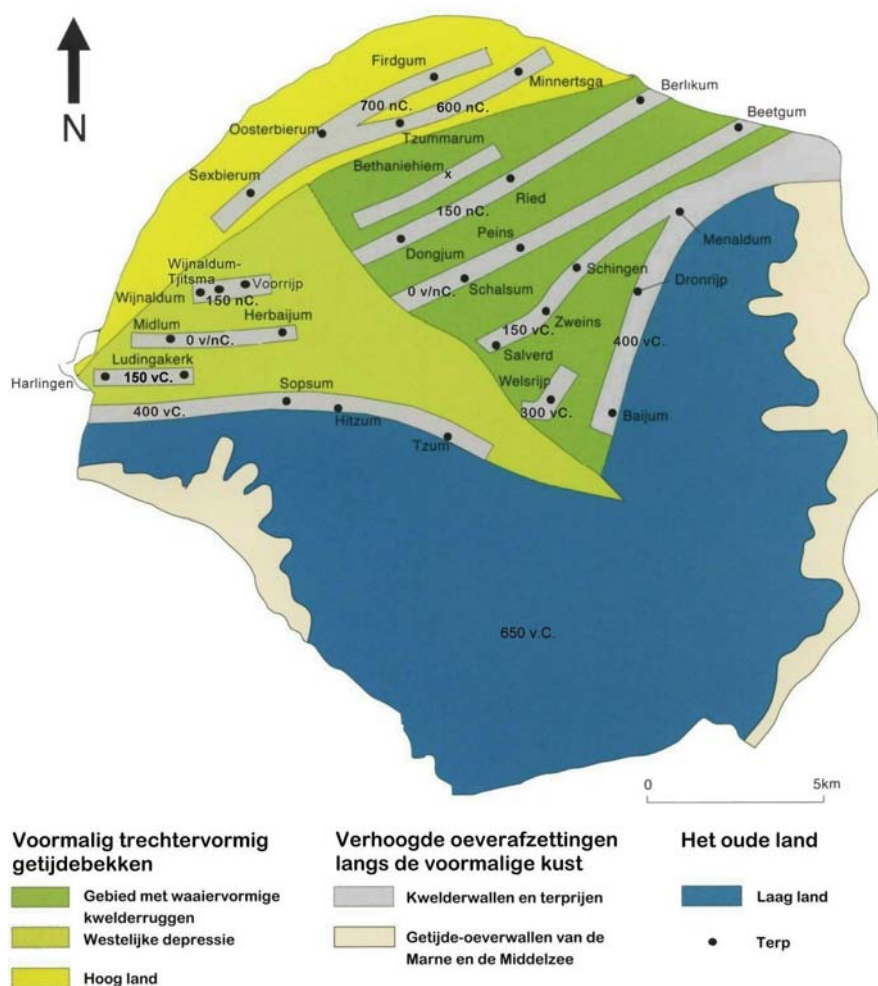 N
Firdgum
Minnertsga
Berlikum
700 nC.
600 nC.
Beetgum
Oosterbierum
Tzummarum
Bethaniehiem
x
Sexbierum
Ried
150 nC.
Menaldum
Dongjum
Peins
Wijnaldum-
Tjitsma
Voorrijp
Schingen
Dronrijp
Wijnaldum
150 nC.
0 v/nC.
Schalsum
Midlum
Herbaijum
0 v/nC.
Zweins
150 vC.
400 vC.
Salverd
Ludingakerk
Harlingen
150 vC.
Sopsum
Welsrijp
400 vC.
300 vC.
Hitzum
Baijum
Tzum
650 v.C.
0
5km
Voormalig trechtervormig
getijdebekken
Gebied met waaiervormige
kwelderruggen
Westelijke depressie
Hoog land
Verhoogde oeverafzettingen
langs de voormalige kust
Kwelderwallen en terprijen
Getijde-oeverwallen van de
Marne en de Middelzee
Het oude land
Laag land
Terp